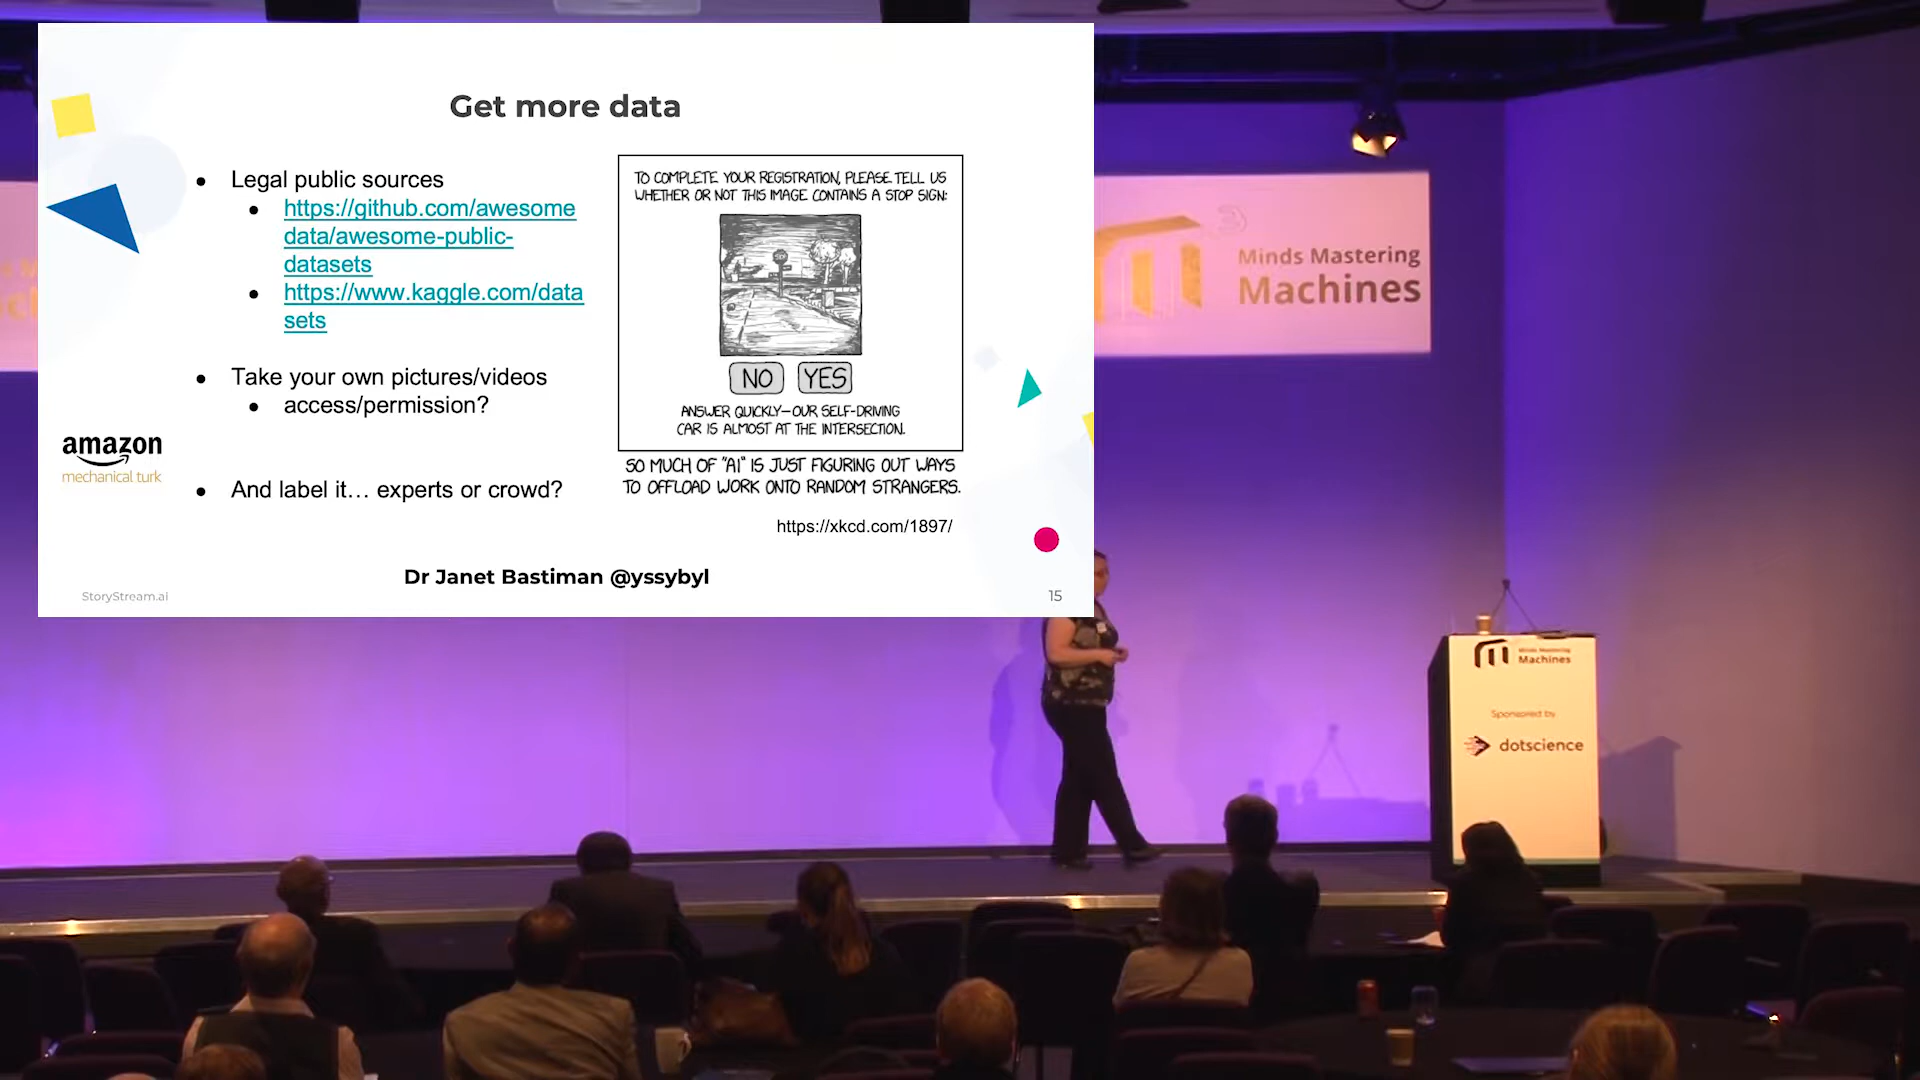 Get more data
Legal public sources
https://github.com/awesome
data/awesome-public-
datasets
https://www.kaggle.com/data
sets
Take your own pictures/videos
access/permission?
And label it… experts or crowd?
amazon
mechanical turk
TO COMPLETE YOUR REGISTRATION, PLEASE TELL US
WHETHER OR NOT THIS IMAGE CONTAINS A STOP SIGN:
NO YES
ANSWER QUICKLY—OUR SELF-DRIVING
CAR IS ALMOST AT THE INTERSECTION.
SO MUCH OF "AI" IS JUST FIGURING OUT WAYS
TO OFFLOAD WORK ONTO RANDOM STRANGERS.
https://xkcd.com/1897/
Dr Janet Bastiman @yssybyl
StoryStream.ai
15
3
Minds Mastering
Machines
Minds Mastering
Machines
Sponsored by
dotscience